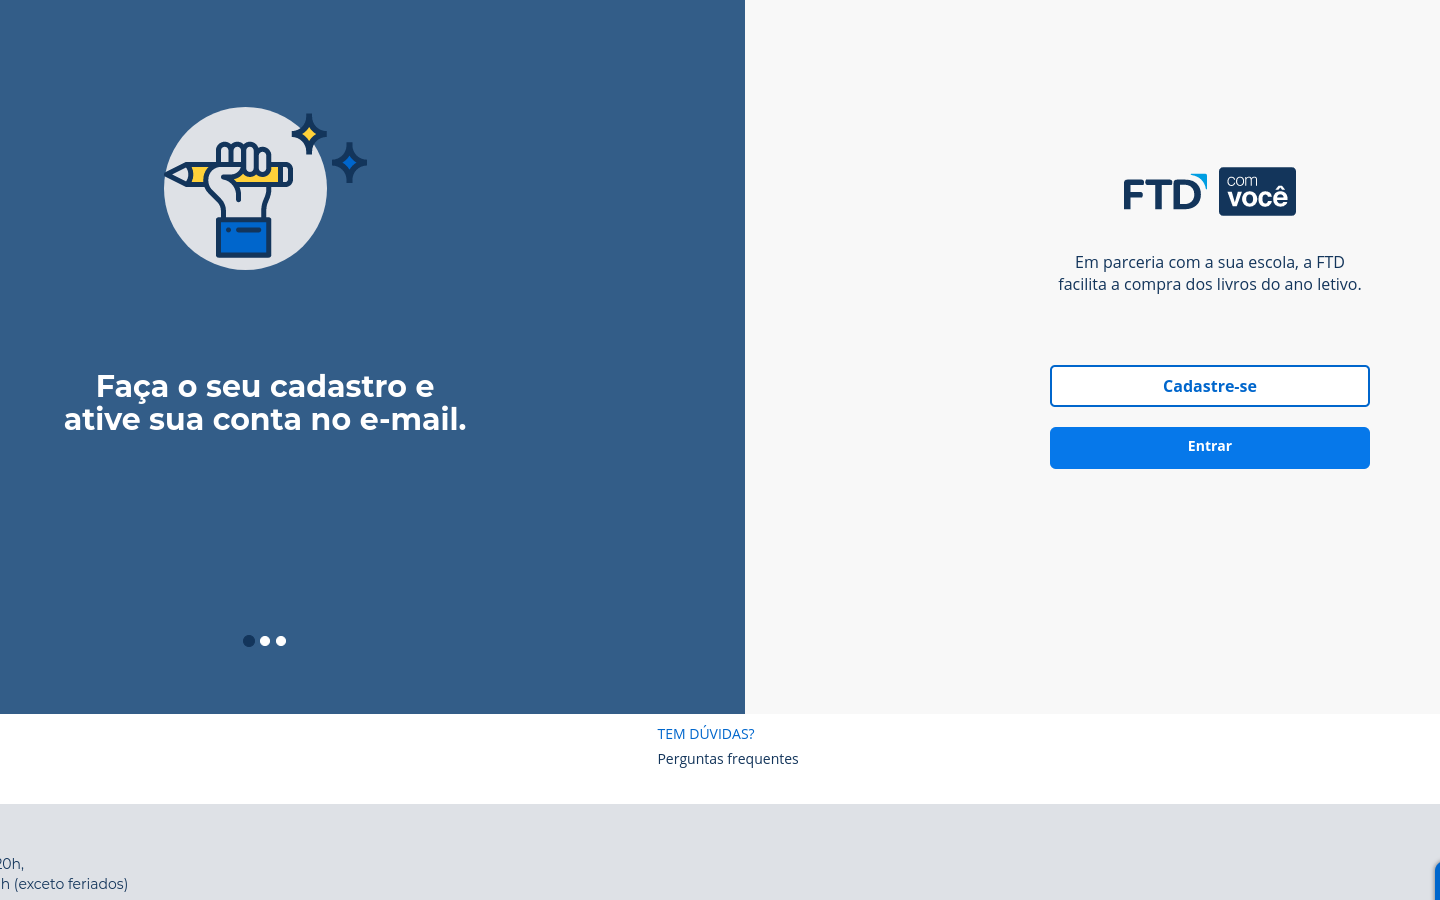 Faça o seu cadastro e
ative sua conta no e-mail.
FTD com você
Em parceria com a sua escola, a FTD
facilita a compra dos livros do ano letivo.
Cadastre-se
Entrar
TEM DÚVIDAS?
Perguntas frequentes
20h,
h (exceto feriados)